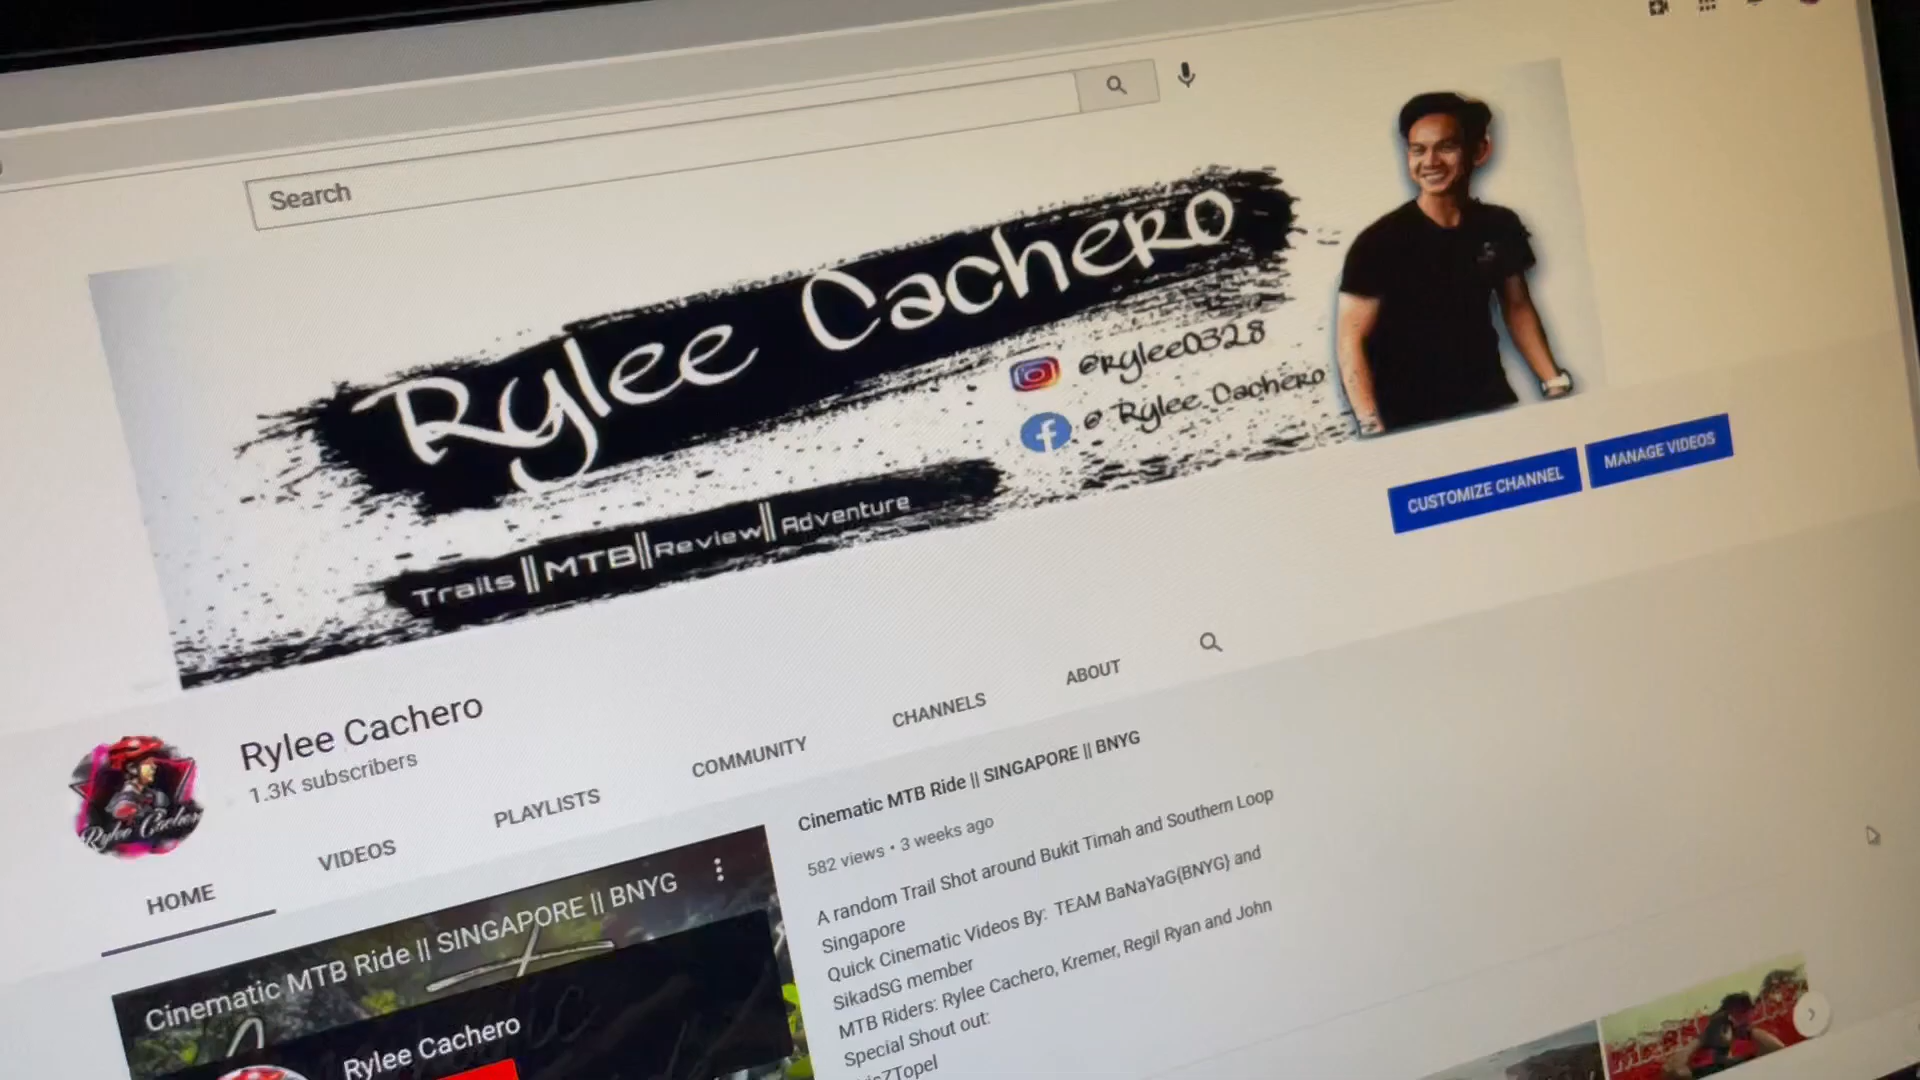 Search
Rylee Cachero
@rylee0328
@ Rylee Cachero
Trails || MTB || Review || Adventure
CUSTOMIZE CHANNEL
MANAGE VIDEOS
Rylee Cachero
1.3K subscribers
Rylee Cachero
HOME
VIDEOS
PLAYLISTS
COMMUNITY
CHANNELS
ABOUT
Cinematic MTB Ride || SINGAPORE || BNYG
Rylee Cachero
Cinematic MTB Ride || SINGAPORE || BNYG
582 views • 3 weeks ago
A random Trail Shot around Bukit Timah and Southern Loop
Singapore
Quick Cinematic Videos By: TEAM BaNaYaG{BNYG} and
SikadSG member
MTB Riders: Rylee Cachero, Kremer, Regil Ryan and John
Special Shout out: